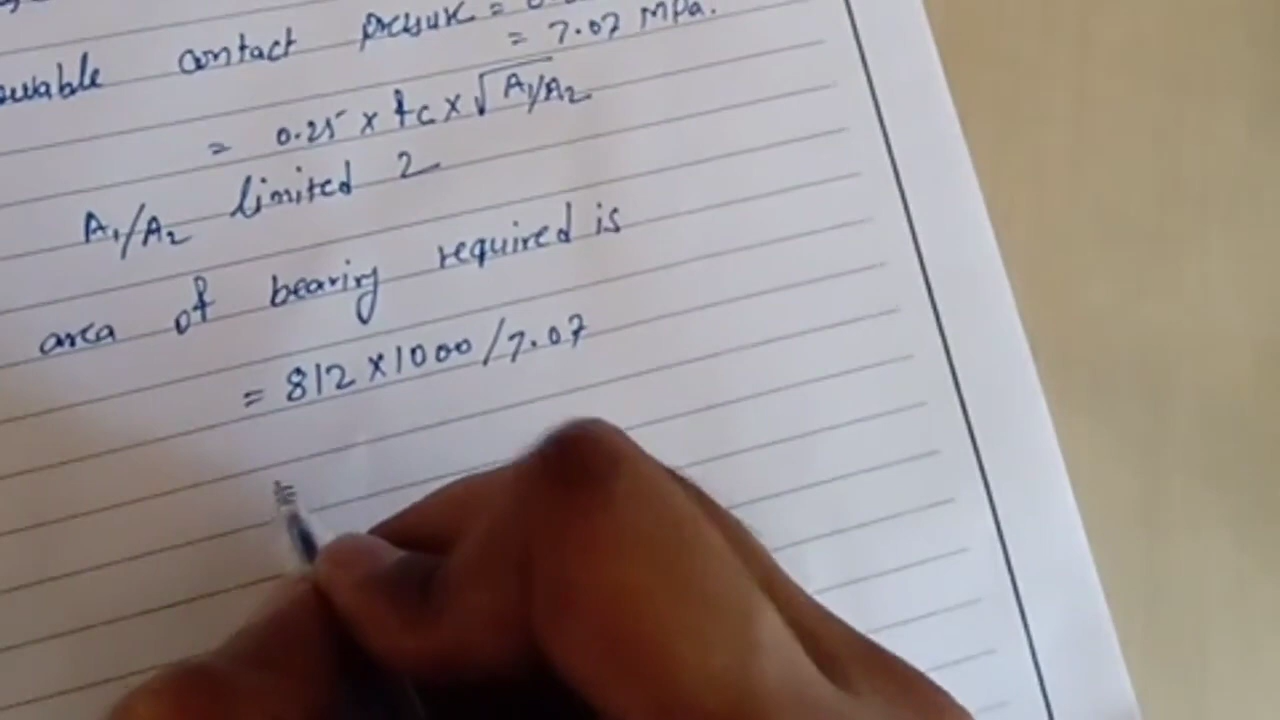 contact pressure =
= 7.07 MPa.
= 0.25 × fc × √A1/A2
A1/A2 limited 2
area of bearing required is
= 812 × 1000 / 7.07
=